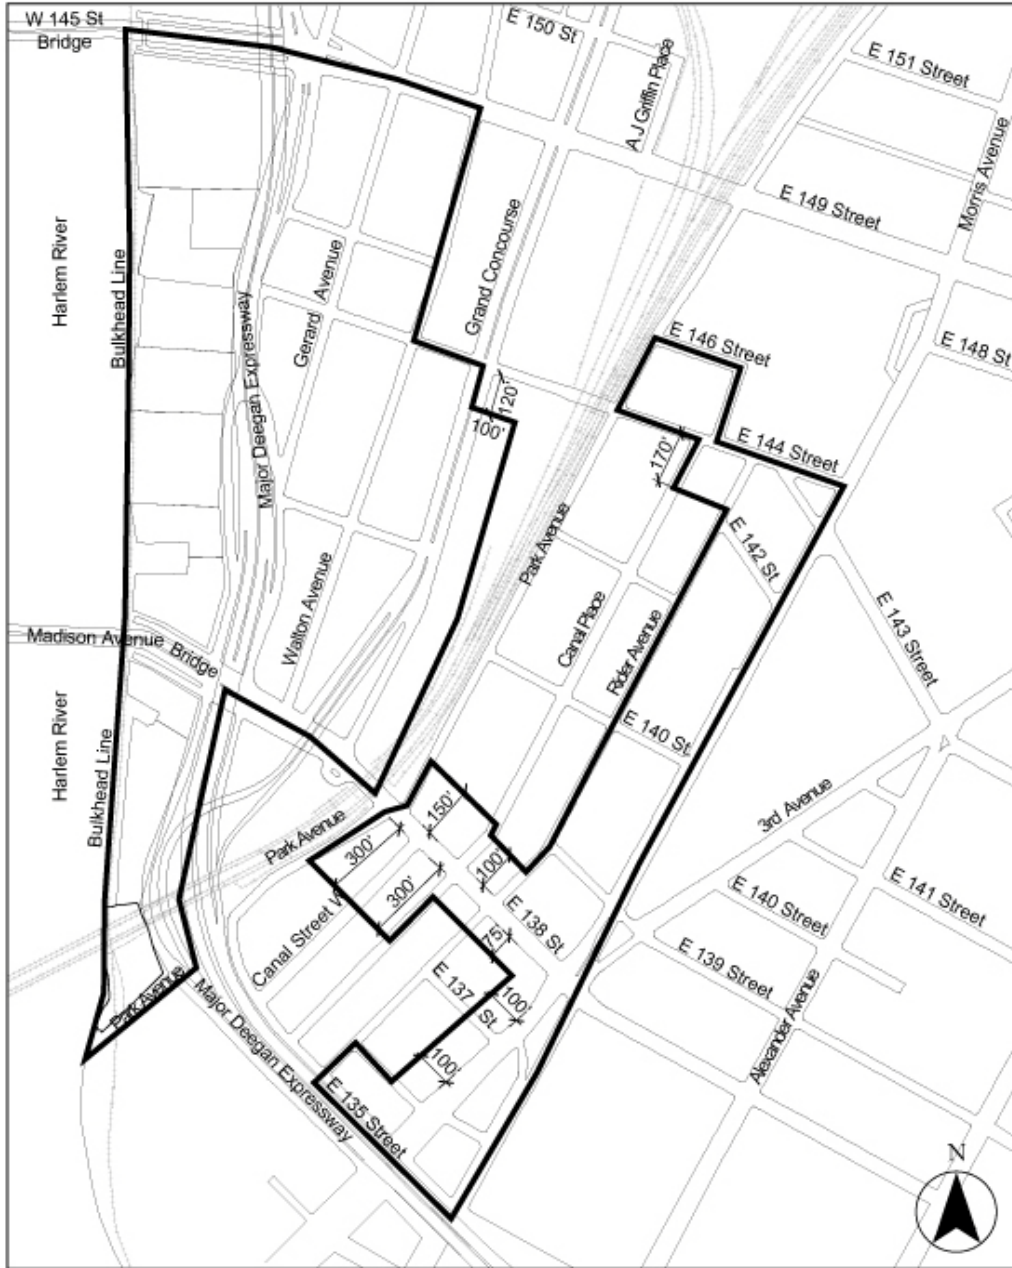 W 145 St
Bridge
E 150 St
A J Griffin Place
E 151 Street
Morris Avenue
E 149 Street
Harlem River
Bulkhead Line
Grand Concourse
Gerard Avenue
Major Deegan Expressway
E 146 Street
E 148 St
120'
100'
E 144 Street
170'
Park Avenue
E 142 St
Walton Avenue
Canal Place
Rider Avenue
E 143 Street
Madison Avenue Bridge
Harlem River
Bulkhead Line
E 140 St
3rd Avenue
150'
Park Avenue
300'
100'
300'
E 138 St
E 140 Street
E 141 Street
Canal Street W
75'
E 139 Street
E 137 St
100'
Park Avenue
Major Deegan Expressway
100'
Alexander Avenue
E 135 Street
N